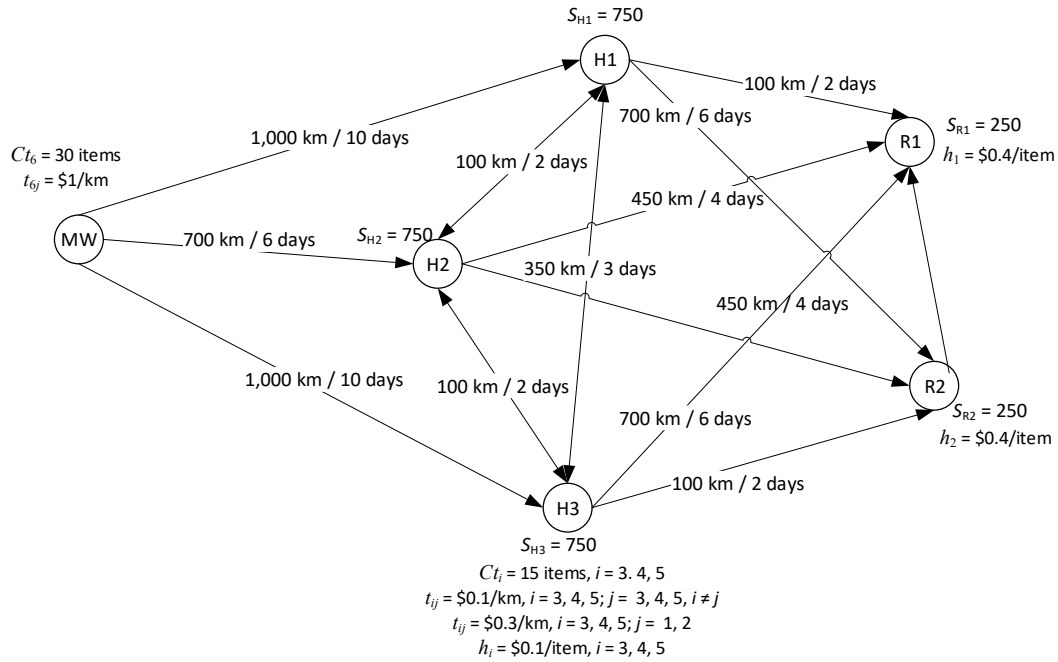 S_H1 = 750
H1
100 km / 2 days
700 km / 6 days
S_R1 = 250
R1
h_1 = $0.4/item
1,000 km / 10 days
Ct_6 = 30 items
t_6j = $1/km
100 km / 2 days
450 km / 4 days
MW
700 km / 6 days
S_H2 = 750
H2
350 km / 3 days
450 km / 4 days
1,000 km / 10 days
100 km / 2 days
R2
700 km / 6 days
S_R2 = 250
h_2 = $0.4/item
100 km / 2 days
H3
S_H3 = 750
Ct_i = 15 items, i = 3. 4, 5
t_ij = $0.1/km, i = 3, 4, 5; j = 3, 4, 5, i ≠ j
t_ij = $0.3/km, i = 3, 4, 5; j = 1, 2
h_i = $0.1/item, i = 3, 4, 5